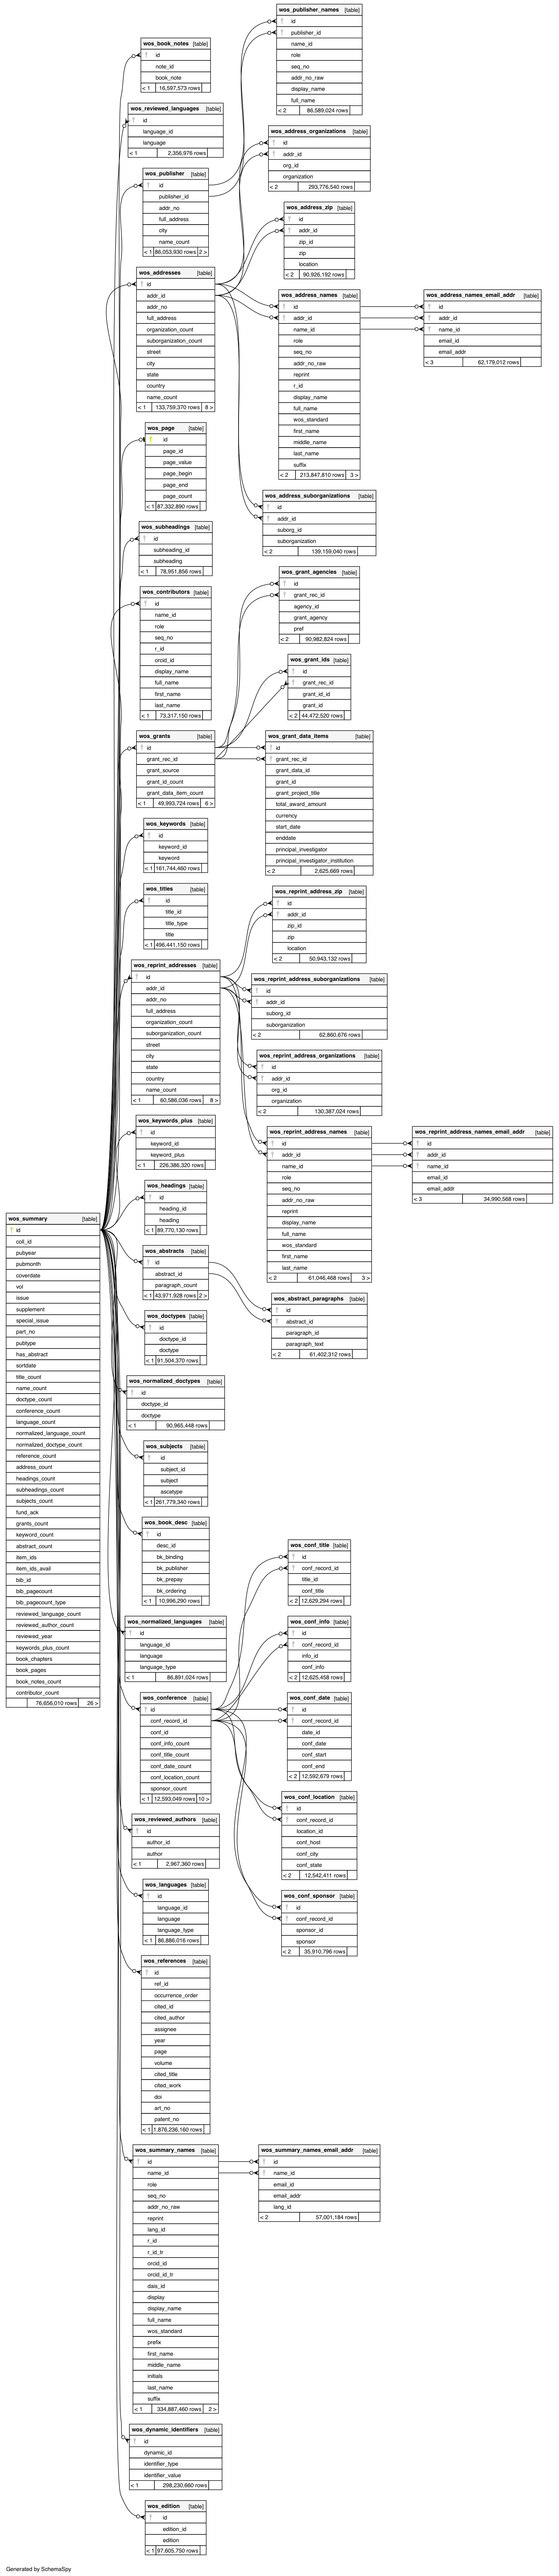 wos_publisher_names [table]
id
publisher_id
name_id
role
seq_no
addr_no_raw
display_name
full_name
< 2 86,589,024 rows
wos_book_notes [table]
id
note_id
book_note
< 1 16,597,573 rows
wos_reviewed_languages [table]
id
language_id
language
< 1 2,356,976 rows
wos_address_organizations [table]
id
addr_id
org_id
organization
< 2 293,776,540 rows
wos_publisher [table]
id
publisher_id
addr_no
full_address
city
name_count
< 1 86,053,930 rows 2 >
wos_address_zip [table]
id
addr_id
zip_id
zip
location
< 2 90,926,192 rows
wos_addresses [table]
id
addr_id
addr_no
full_address
organization_count
suborganization_count
street
city
state
country
name_count
< 1 133,759,370 rows 8 >
wos_address_names [table]
id
addr_id
name_id
role
seq_no
addr_no_raw
reprint
r_id
display_name
full_name
wos_standard
first_name
middle_name
last_name
suffix
< 2 213,847,810 rows 3 >
wos_address_names_email_addr [table]
id
addr_id
name_id
email_id
email_addr
< 3 62,179,012 rows
wos_page [table]
id
page_id
page_value
page_begin
page_end
page_count
< 1 87,332,890 rows
wos_address_suborganizations [table]
id
addr_id
suborg_id
suborganization
< 2 139,159,040 rows
wos_subheadings [table]
id
subheading_id
subheading
< 1 78,951,856 rows
wos_grant_agencies [table]
id
grant_rec_id
agency_id
grant_agency
pref
< 2 90,982,824 rows
wos_contributors [table]
id
name_id
role
seq_no
r_id
orcid_id
display_name
full_name
first_name
last_name
< 1 73,317,150 rows
wos_grant_ids [table]
id
grant_rec_id
grant_id_id
grant_id
< 2 44,472,520 rows
wos_grants [table]
id
grant_rec_id
grant_source
grant_id_count
grant_data_item_count
< 1 49,993,724 rows 6 >
wos_grant_data_items [table]
id
grant_rec_id
grant_data_id
grant_id
grant_project_title
total_award_amount
currency
start_date
enddate
principal_investigator
principal_investigator_institution
< 2 2,625,669 rows
wos_keywords [table]
id
keyword_id
keyword
< 1 161,744,460 rows
wos_titles [table]
id
title_id
title_type
title
< 1 496,441,150 rows
wos_reprint_address_zip [table]
id
addr_id
zip_id
zip
location
< 2 50,943,132 rows
wos_reprint_addresses [table]
id
addr_id
addr_no
full_address
organization_count
suborganization_count
street
city
state
country
name_count
< 1 60,586,036 rows 8 >
wos_reprint_address_suborganizations [table]
id
addr_id
suborg_id
suborganization
< 2 62,860,676 rows
wos_reprint_address_organizations [table]
id
addr_id
org_id
organization
< 2 130,387,024 rows
wos_keywords_plus [table]
id
keyword_id
keyword_plus
< 1 226,386,320 rows
wos_reprint_address_names [table]
id
addr_id
name_id
role
seq_no
addr_no_raw
reprint
display_name
full_name
wos_standard
first_name
last_name
< 2 61,046,468 rows 3 >
wos_reprint_address_names_email_addr [table]
id
addr_id
name_id
email_id
email_addr
< 3 34,990,568 rows
wos_headings [table]
id
heading_id
heading
< 1 89,770,130 rows
wos_summary [table]
id
coll_id
pubyear
pubmonth
coverdate
vol
issue
supplement
special_issue
part_no
pubtype
has_abstract
sortdate
title_count
name_count
doctype_count
conference_count
language_count
normalized_language_count
normalized_doctype_count
reference_count
address_count
headings_count
subheadings_count
subjects_count
fund_ack
grants_count
keyword_count
abstract_count
item_ids
item_ids_avail
bib_id
bib_pagecount
bib_pagecount_type
reviewed_language_count
reviewed_author_count
reviewed_year
keywords_plus_count
book_chapters
book_pages
book_notes_count
contributor_count
76,656,010 rows 26 >
wos_abstracts [table]
id
abstract_id
paragraph_count
< 1 43,971,928 rows 2 >
wos_abstract_paragraphs [table]
id
abstract_id
paragraph_id
paragraph_text
< 2 61,402,312 rows
wos_doctypes [table]
id
doctype_id
doctype
< 1 91,504,370 rows
wos_normalized_doctypes [table]
id
doctype_id
doctype
< 1 90,965,448 rows
wos_subjects [table]
id
subject_id
subject
ascatype
< 1 261,779,340 rows
wos_book_desc [table]
id
desc_id
bk_binding
bk_publisher
bk_prepay
bk_ordering
< 1 10,996,290 rows
wos_conf_title [table]
id
conf_record_id
title_id
conf_title
< 2 12,629,294 rows
wos_normalized_languages [table]
id
language_id
language
language_type
< 1 86,891,024 rows
wos_conf_info [table]
id
conf_record_id
info_id
conf_info
< 2 12,625,458 rows
wos_conference [table]
id
conf_record_id
conf_id
conf_info_count
conf_title_count
conf_date_count
conf_location_count
sponsor_count
< 1 12,593,049 rows 10 >
wos_conf_date [table]
id
conf_record_id
date_id
conf_date
conf_start
conf_end
< 2 12,592,679 rows
wos_conf_location [table]
id
conf_record_id
location_id
conf_host
conf_city
conf_state
< 2 12,542,411 rows
wos_reviewed_authors [table]
id
author_id
author
< 1 2,967,360 rows
wos_languages [table]
id
language_id
language
language_type
< 1 86,886,016 rows
wos_conf_sponsor [table]
id
conf_record_id
sponsor_id
sponsor
< 2 35,910,796 rows
wos_references [table]
id
ref_id
occurrence_order
cited_id
cited_author
assignee
year
page
volume
cited_title
cited_work
doi
art_no
patent_no
< 1 1,876,236,160 rows
wos_summary_names [table]
id
name_id
role
seq_no
addr_no_raw
reprint
lang_id
r_id
r_id_tr
orcid_id
orcid_id_tr
dais_id
display
display_name
full_name
wos_standard
prefix
first_name
middle_name
initials
last_name
suffix
< 1 334,887,460 rows 2 >
wos_summary_names_email_addr [table]
id
name_id
email_id
email_addr
lang_id
< 2 57,001,184 rows
wos_dynamic_identifiers [table]
id
dynamic_id
identifier_type
identifier_value
< 1 298,230,660 rows
wos_edition [table]
id
edition_id
edition
< 1 97,605,750 rows
Generated by SchemaSpy